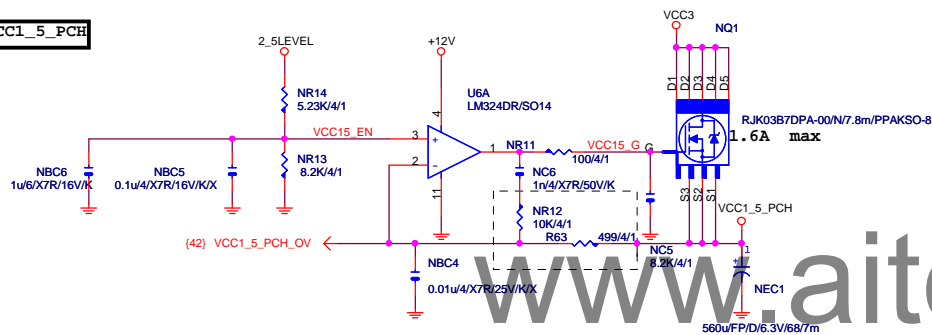 CC1_5_PCH
2_5LEVEL
+12V
VCC3
NQ1
NR14
5.23K/4/1
U6A
LM324DR/SO14
D1
D2
D3
D4
D5
RJK03B7DPA-00/N/7.8m/PPAKSO-8
1.6A max
VCC15_EN
3
4
+
2
-
1
11
NR11
100/4/1
VCC15_G
G
NR13
8.2K/4/1
NBC6
1u/6/X7R/16V/K
NBC5
0.1u/4/X7R/16V/K/X
NC6
1n/4/X7R/50V/K
S3
S2
S1
VCC1_5_PCH
NR12
10K/4/1
R63
499/4/1
{42} VCC1_5_PCH_OV
NC5
8.2K/4/1
NBC4
0.01u/4/X7R/25V/K/X
1
+
NEC1
560u/FP/D/6.3V/68/7m
www.aite